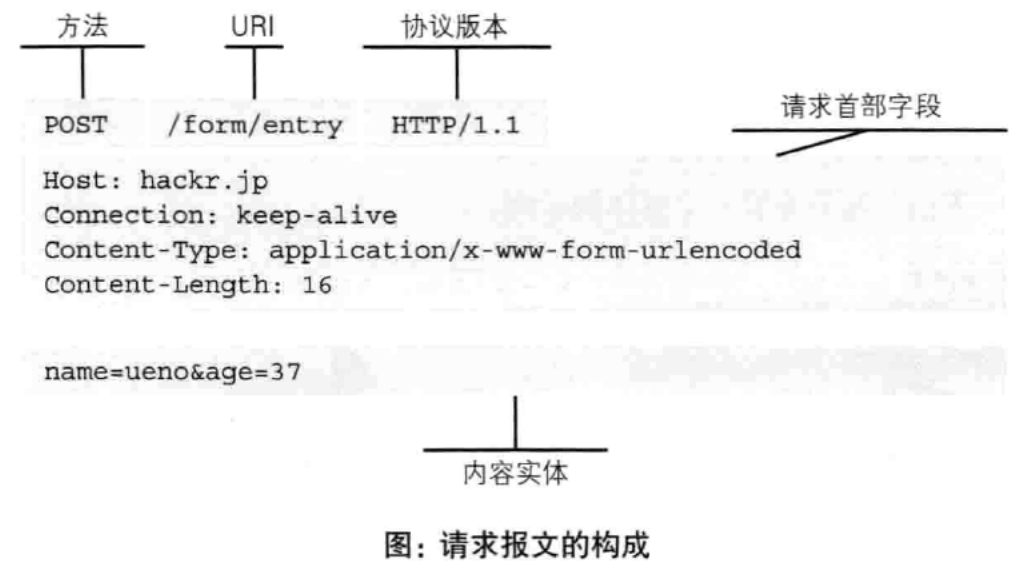 方法 URI 协议版本
请求首部字段
POST /form/entry HTTP/1.1
Host: hackr.jp
Connection: keep-alive
Content-Type: application/x-www-form-urlencoded
Content-Length: 16
name=ueno&age=37
内容实体
图：请求报文的构成